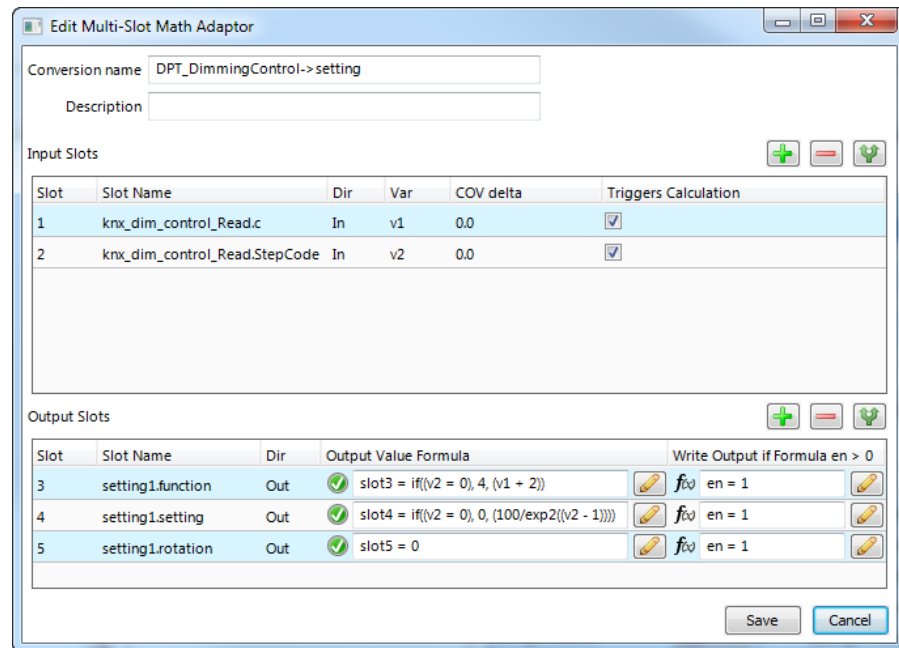 Edit Multi-Slot Math Adaptor
Conversion name DPT_DimmingControl->setting
Description
Input Slots
Slot Slot Name Dir Var COV delta Triggers Calculation
1 knx_dim_control_Read.c In v1 0.0
2 knx_dim_control_Read.StepCode In v2 0.0
Output Slots
Slot Slot Name Dir Output Value Formula Write Output if Formula en > 0
3 setting1.function Out slot3 = if((v2 = 0), 4, (v1 + 2)) f(x) en = 1
4 setting1.setting Out slot4 = if((v2 = 0), 0, (100/exp2((v2 - 1)))) f(x) en = 1
5 setting1.rotation Out slot5 = 0 f(x) en = 1
Save Cancel